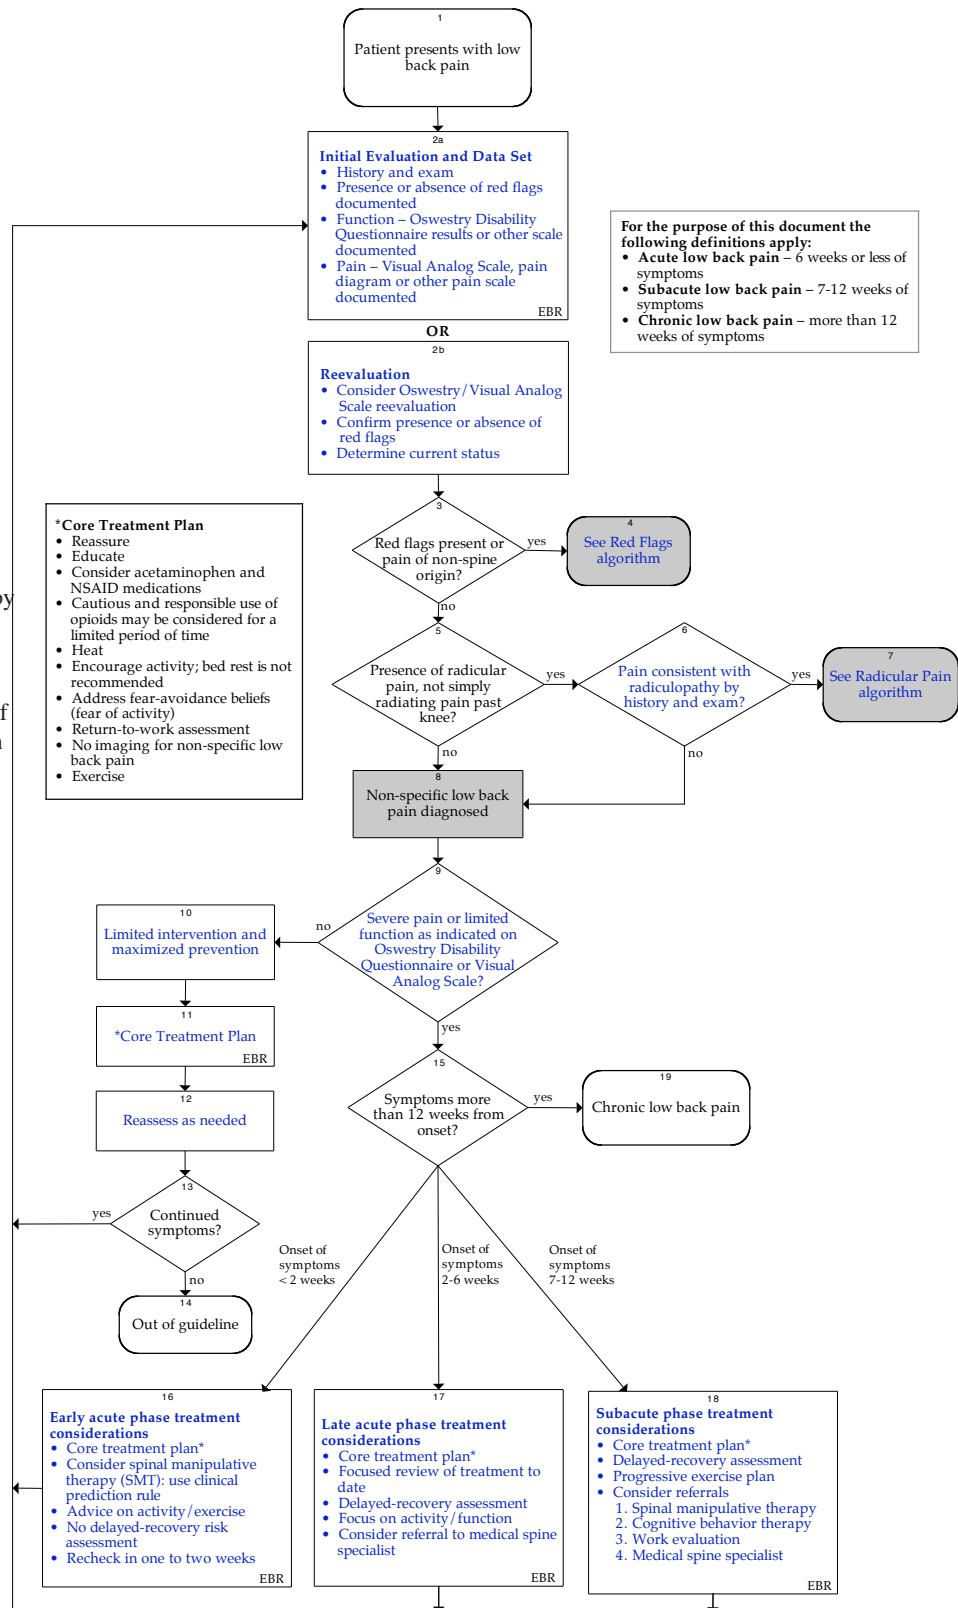 1
Patient presents with low
back pain
2a
Initial Evaluation and Data Set
• History and exam
• Presence or absence of red flags
documented
• Function – Oswestry Disability
Questionnaire results or other scale
documented
• Pain – Visual Analog Scale, pain
diagram or other pain scale
documented
EBR
For the purpose of this document the
following definitions apply:
• Acute low back pain – 6 weeks or less of
symptoms
• Subacute low back pain – 7-12 weeks of
symptoms
• Chronic low back pain – more than 12
weeks of symptoms
OR
2b
Reevaluation
• Consider Oswestry/Visual Analog
Scale reevaluation
• Confirm presence or absence of
red flags
• Determine current status
*Core Treatment Plan
• Reassure
• Educate
• Consider acetaminophen and
NSAID medications
• Cautious and responsible use of
opioids may be considered for a
limited period of time
• Heat
• Encourage activity; bed rest is not
recommended
• Address fear-avoidance beliefs
(fear of activity)
• Return-to-work assessment
• No imaging for non-specific low
back pain
• Exercise
by
of
3
Red flags present or
pain of non-spine
origin?
yes
4
See Red Flags
algorithm
no
5
Presence of radicular
pain, not simply
radiating pain past
knee?
yes
6
Pain consistent with
radiculopathy by
history and exam?
yes
7
See Radicular Pain
algorithm
no
no
8
Non-specific low back
pain diagnosed
9
Severe pain or limited
function as indicated on
Oswestry Disability
Questionnaire or Visual
Analog Scale?
no
10
Limited intervention and
maximized prevention
11
*Core Treatment Plan
EBR
12
Reassess as needed
13
Continued
symptoms?
yes
no
14
Out of guideline
yes
15
Symptoms more
than 12 weeks from
onset?
yes
19
Chronic low back pain
Onset of
symptoms
< 2 weeks
Onset of
symptoms
2-6 weeks
Onset of
symptoms
7-12 weeks
16
Early acute phase treatment
considerations
• Core treatment plan*
• Consider spinal manipulative
therapy (SMT): use clinical
prediction rule
• Advice on activity/exercise
• No delayed-recovery risk
assessment
• Recheck in one to two weeks
EBR
17
Late acute phase treatment
considerations
• Core treatment plan*
• Focused review of treatment to
date
• Delayed-recovery assessment
• Focus on activity/function
• Consider referral to medical spine
specialist
EBR
18
Subacute phase treatment
considerations
• Core treatment plan*
• Delayed-recovery assessment
• Progressive exercise plan
• Consider referrals
1. Spinal manipulative therapy
2. Cognitive behavior therapy
3. Work evaluation
4. Medical spine specialist
EBR